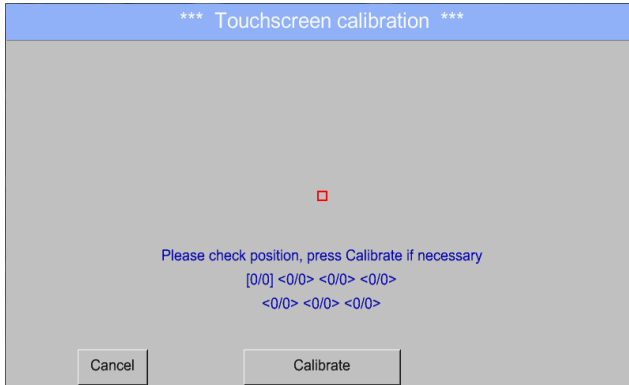 *** Touchscreen calibration ***
Please check position, press Calibrate if necessary
[0/0] <0/0> <0/0> <0/0>
<0/0> <0/0> <0/0>
Cancel Calibrate